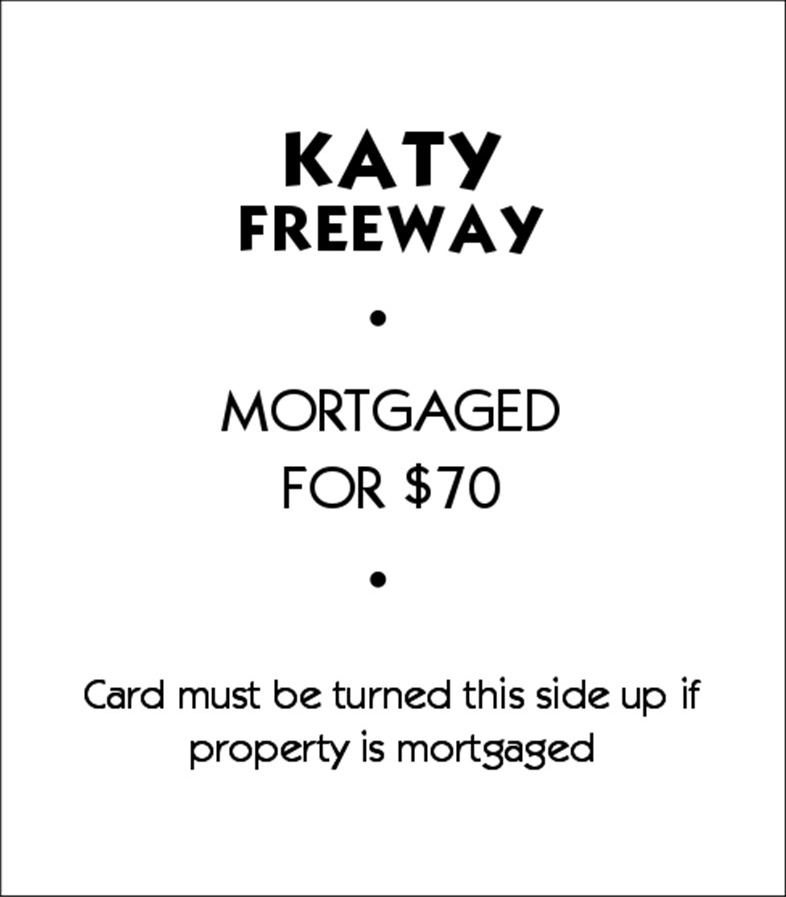 KATY
FREEWAY
•
MORTGAGED
FOR $70
•
Card must be turned this side up if
property is mortgaged